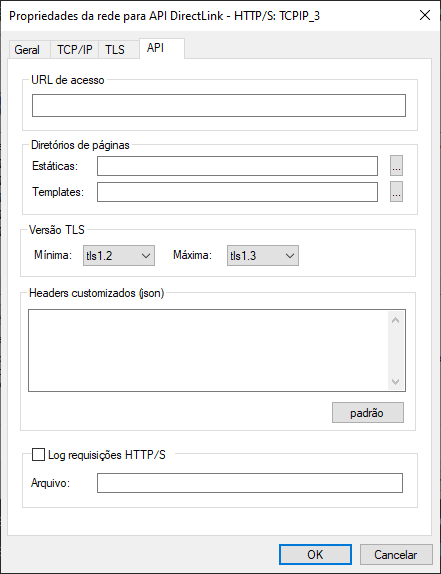 Propriedades da rede para API DirectLink - HTTP/S: TCPIP_3
Geral TCP/IP TLS API
URL de acesso
Diretórios de páginas
Estáticas: ...
Templates: ...
Versão TLS
Mínima: tls1.2 Máxima: tls1.3
Headers customizados (json)
padrão
Log requisições HTTP/S
Arquivo:
OK Cancelar